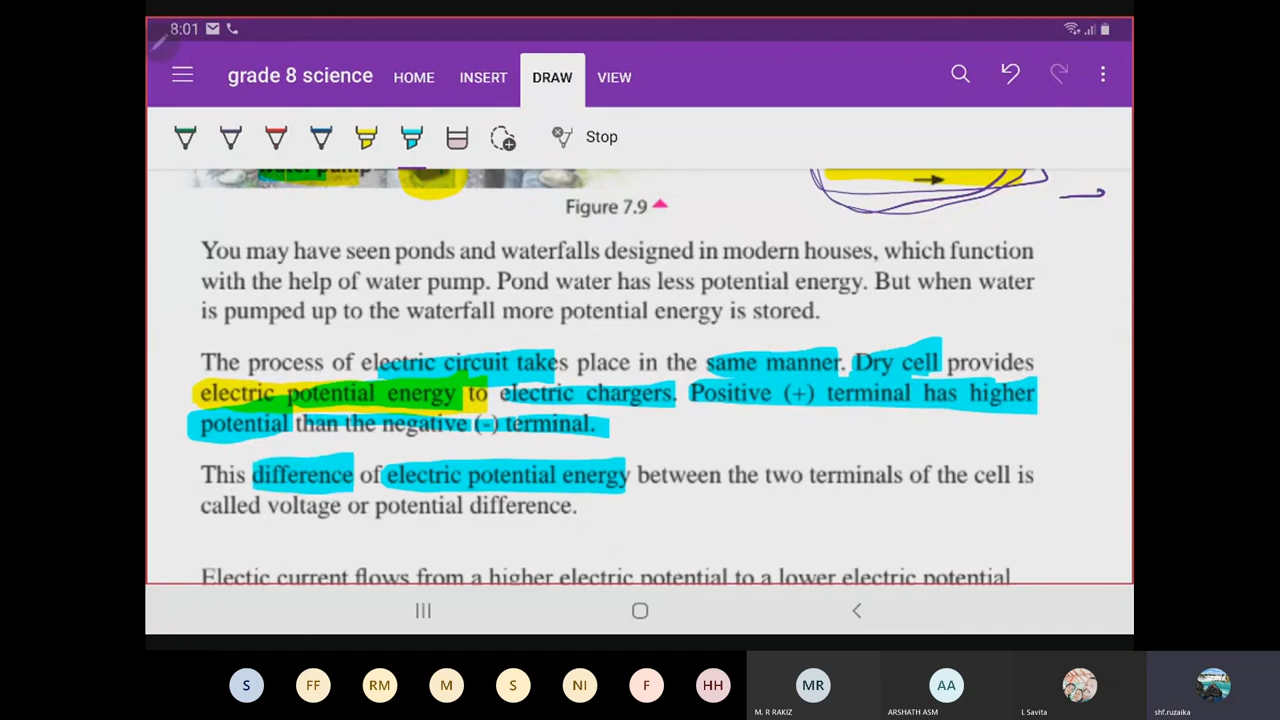 8:01
grade 8 science HOME INSERT DRAW VIEW
Stop
water pump
Figure 7.9
You may have seen ponds and waterfalls designed in modern houses, which function
with the help of water pump. Pond water has less potential energy. But when water
is pumped up to the waterfall more potential energy is stored.
The process of electric circuit takes place in the same manner. Dry cell provides
electric potential energy to electric chargers. Positive (+) terminal has higher
potential than the negative (-) terminal.
This difference of electric potential energy between the two terminals of the cell is
called voltage or potential difference.
Electic current flows from a higher electric potential to a lower electric potential.
S FF RM M S NI F HH MR AA
M. R RAKIZ ARSHATH ASM L Savita shf.ruzaika